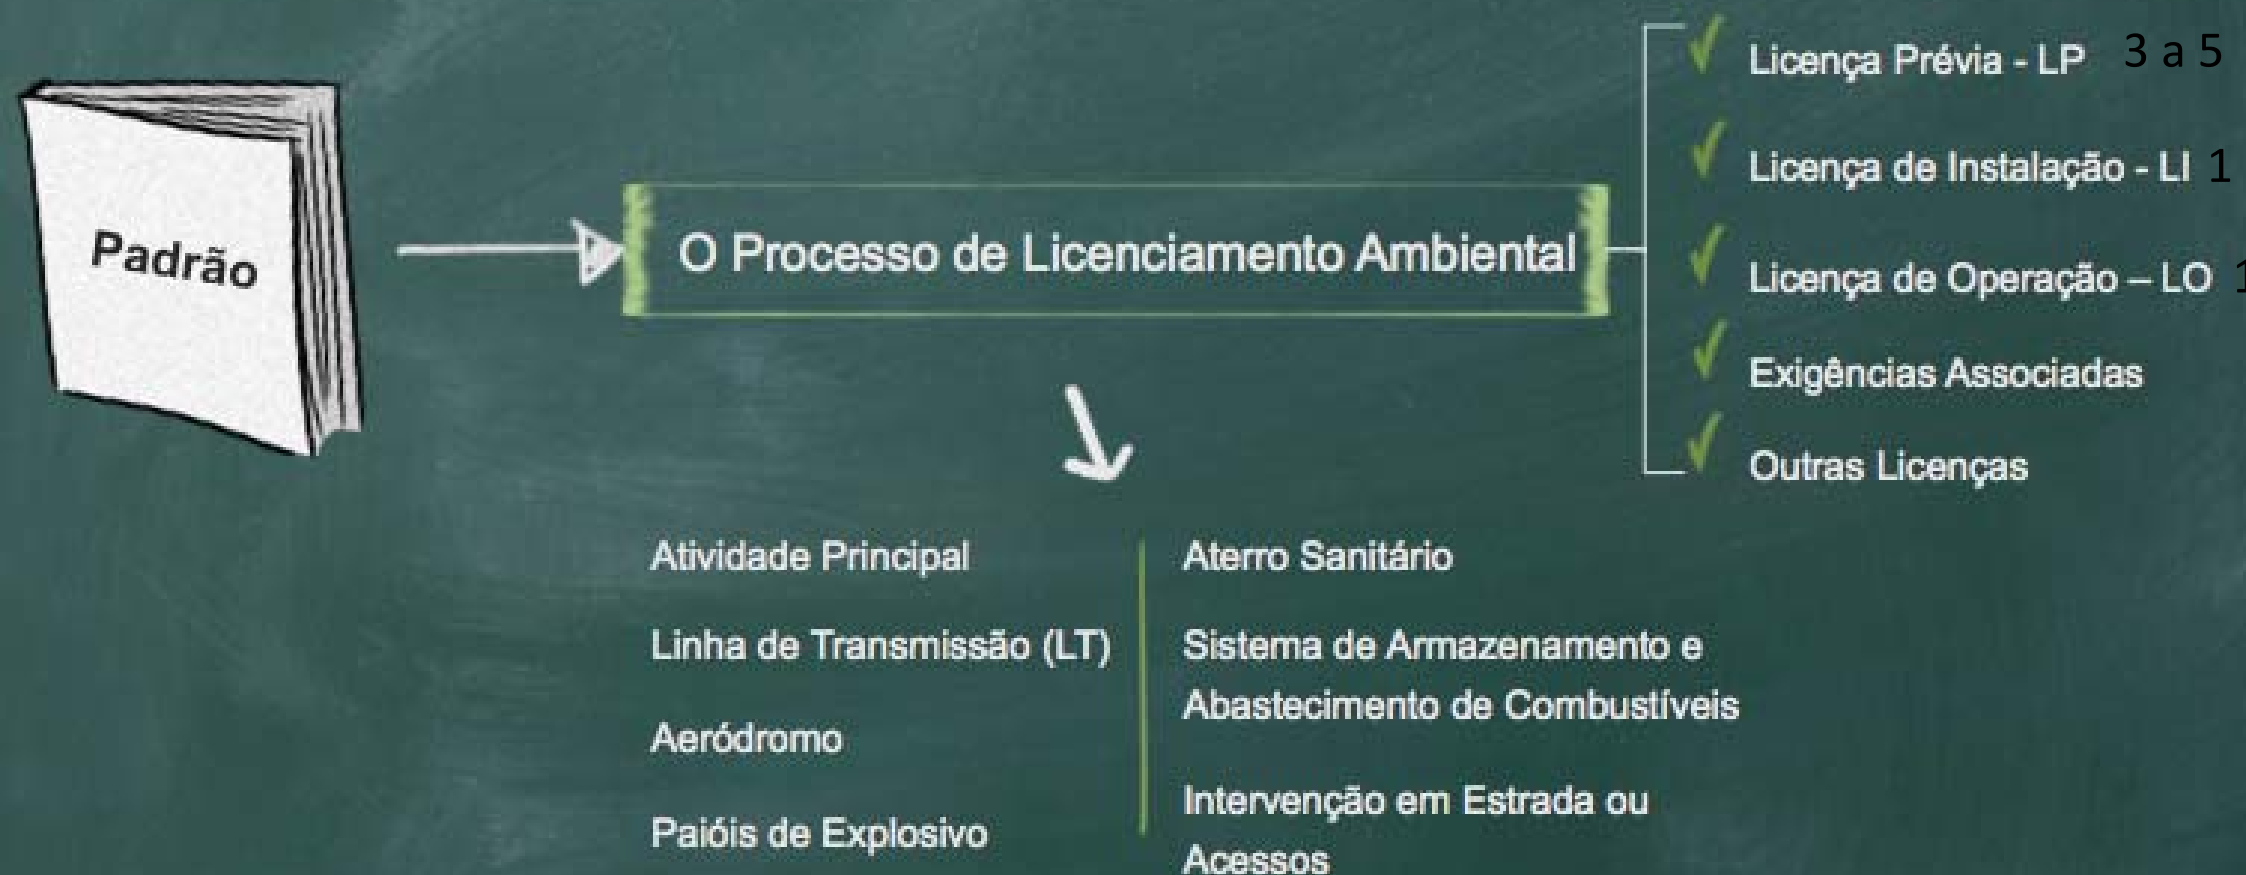 Padrão
O Processo de Licenciamento Ambiental
Licença Prévia - LP 3 a 5
Licença de Instalação - LI 1
Licença de Operação – LO 1
Exigências Associadas
Outras Licenças
Atividade Principal
Linha de Transmissão (LT)
Aeródromo
Paióis de Explosivo
Aterro Sanitário
Sistema de Armazenamento e
Abastecimento de Combustíveis
Intervenção em Estrada ou
Acessos